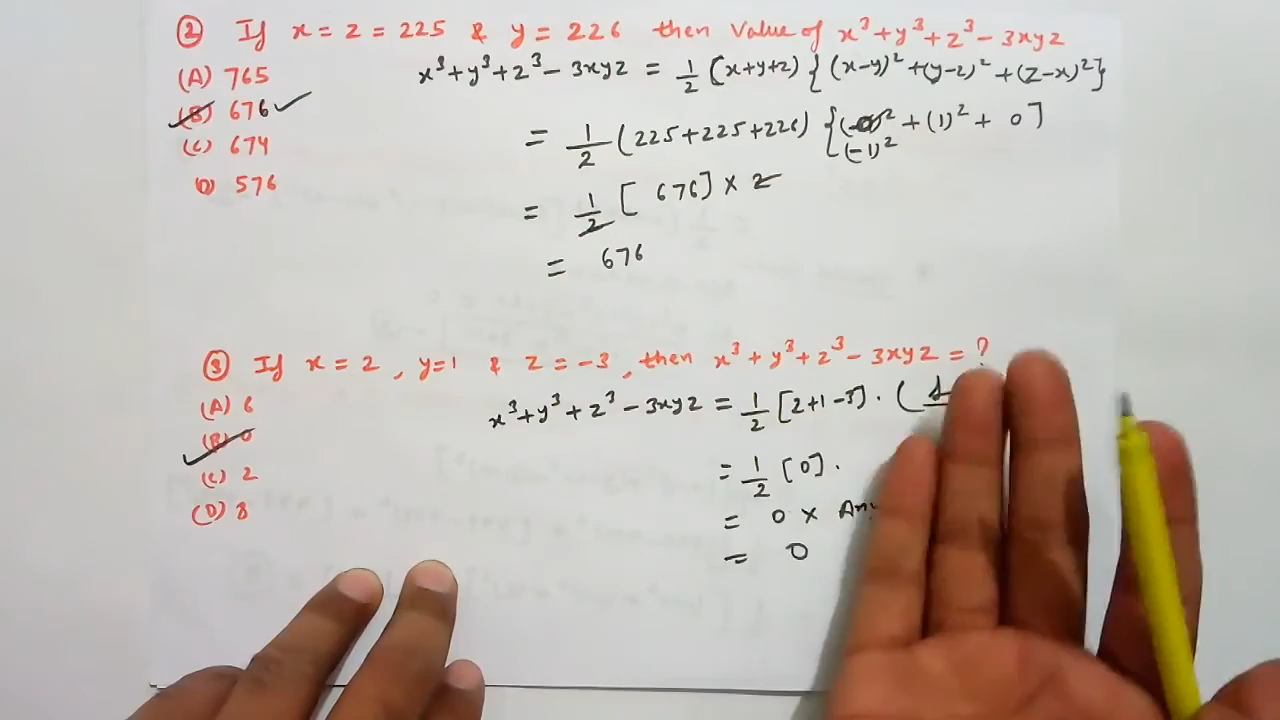 ② If x = z = 225 & y = 226 then Value of x³+y³+z³-3xyz
(A) 765
(B) 676 ✓
(C) 674
(D) 576
x³+y³+z³-3xyz = 1/2 (x+y+z) {(x-y)²+(y-z)²+(z-x)²]}
= 1/2 (225+225+226) {(-1)² + (1)² + 0]
= 1/2 [676] × 2
= 676
③ If x = 2, y=1 & z = -3, then x³+y³+z³-3xyz = ?
(A) 6
(B) 0
(C) 2
(D) 8
x³+y³+z³-3xyz = 1/2 [2+1-3]. (
= 1/2 [0].
= 0 ×
= 0